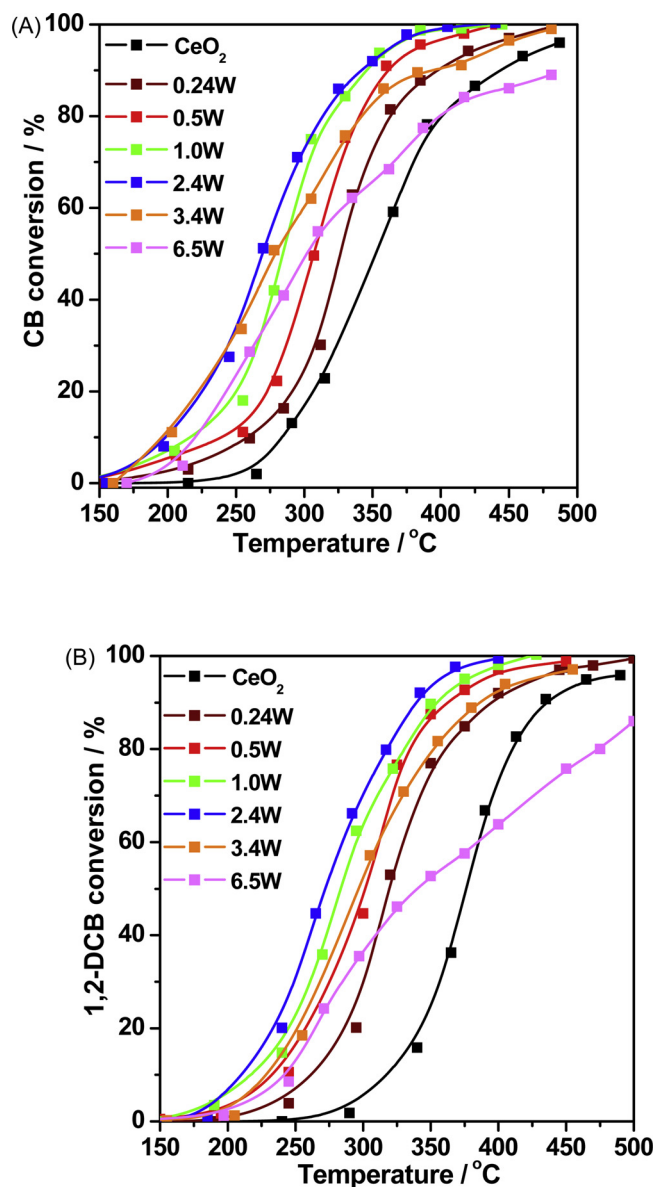 (A)
CeO2
0.24W
0.5W
1.0W
2.4W
3.4W
6.5W
CB conversion / %
100
80
60
40
20
0
150 200 250 300 350 400 450 500
Temperature / °C
(B)
CeO2
0.24W
0.5W
1.0W
2.4W
3.4W
6.5W
1,2-DCB conversion / %
100
80
60
40
20
0
150 200 250 300 350 400 450 500
Temperature / °C